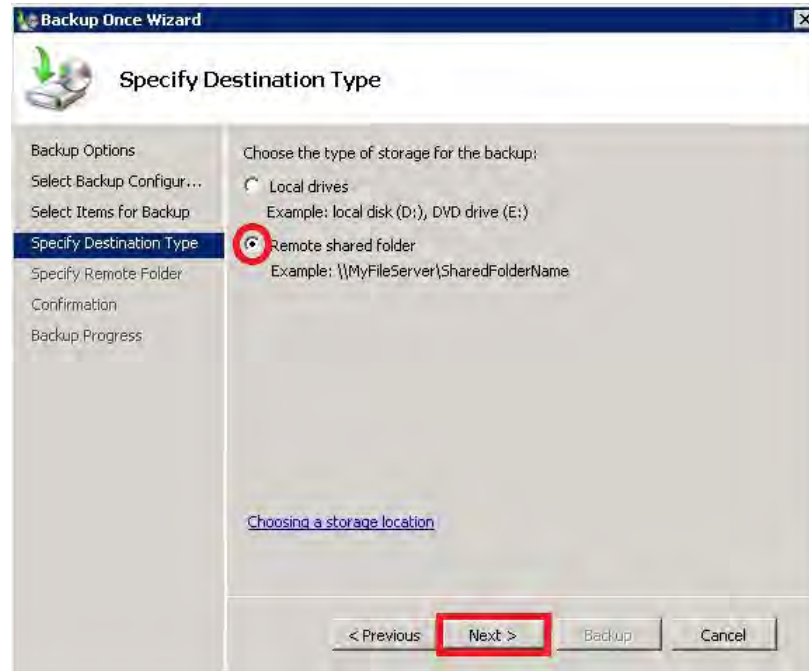 Backup Once Wizard
Specify Destination Type
Backup Options
Select Backup Configur...
Select Items for Backup
Specify Destination Type
Specify Remote Folder
Confirmation
Backup Progress
Choose the type of storage for the backup:
Local drives
Example: local disk (D:), DVD drive (E:)
Remote shared folder
Example: \\MyFileServer\SharedFolderName
Choosing a storage location
< Previous
Next >
Backup
Cancel